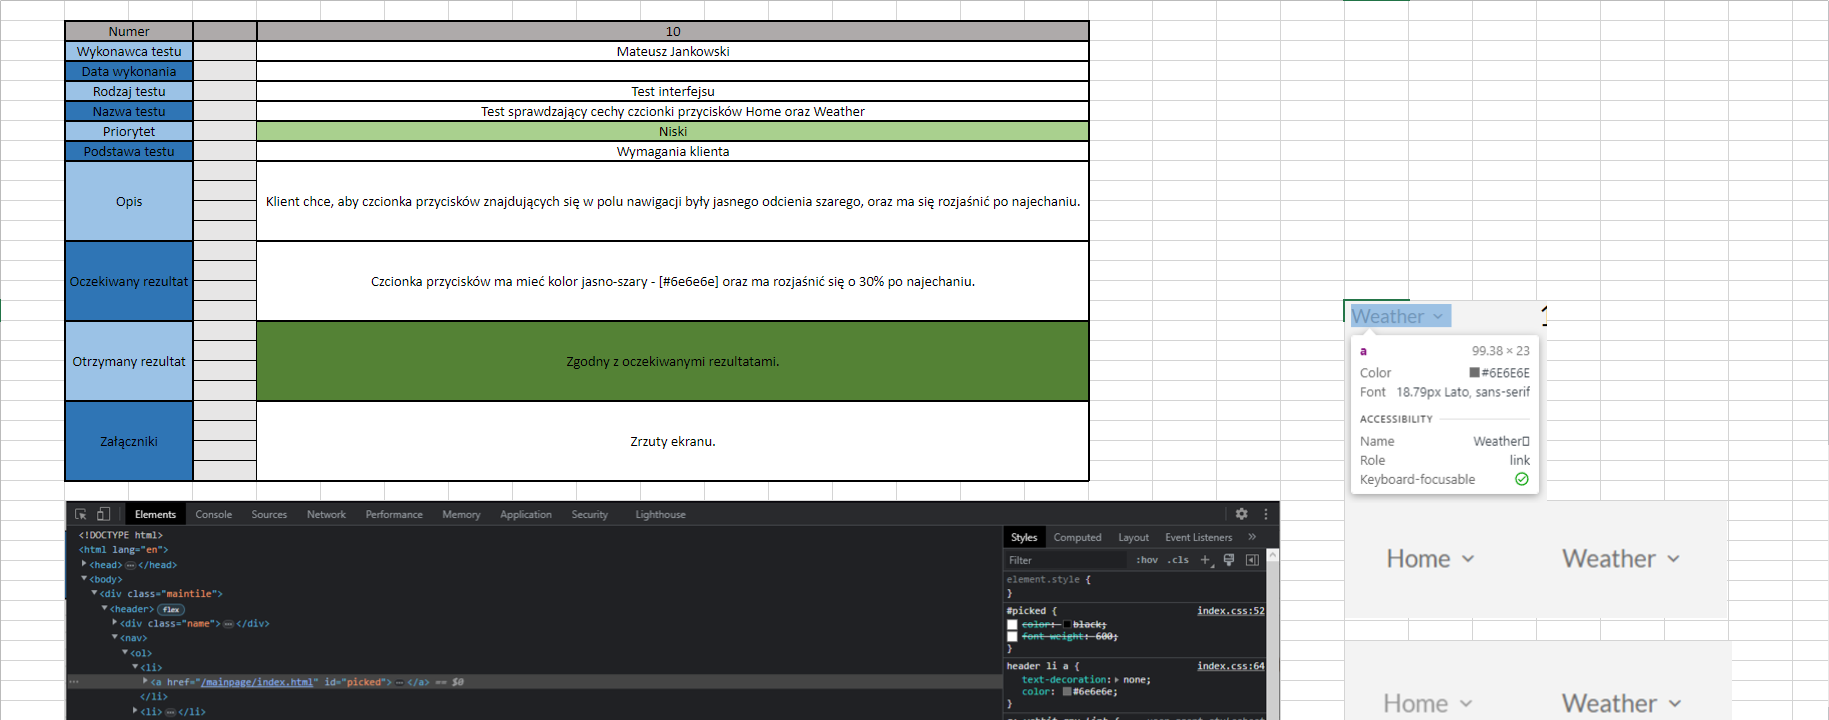 Numer 10
Wykonawca testu Mateusz Jankowski
Data wykonania
Rodzaj testu Test interfejsu
Nazwa testu Test sprawdzający cechy czcionki przycisków Home oraz Weather
Priorytet Niski
Podstawa testu Wymagania klienta
Opis Klient chce, aby czcionka przycisków znajdujących się w polu nawigacji były jasnego odcienia szarego, oraz ma się rozjaśnić po najechaniu.
Oczekiwany rezultat Czcionka przycisków ma mieć kolor jasno-szary - [#6e6e6e] oraz ma rozjaśnić się o 30% po najechaniu.
Otrzymany rezultat Zgodny z oczekiwanymi rezultatami.
Załączniki Zrzuty ekranu.
Elements Console Sources Network Performance Memory Application Security Lighthouse
<!DOCTYPE html>
<html lang="en">
<head> … </head>
<body>
<div class="maintile">
<header> flex
<div class="name"> … </div>
<nav>
<ol>
<li>
… <a href="/mainpage/index.html" id="picked"> … </a> == $0
</li>
<li> … </li>
Styles Computed Layout Event Listeners »
Filter :hov .cls +
element.style {
}
#picked { index.css:52
color: black;
font-weight: 600;
}
header li a { index.css:64
text-decoration: none;
color: #6e6e6e;
}
Weather
a 99.38 × 23
Color #6E6E6E
Font 18.79px Lato, sans-serif
ACCESSIBILITY
Name Weather
Role link
Keyboard-focusable
Home Weather
Home Weather